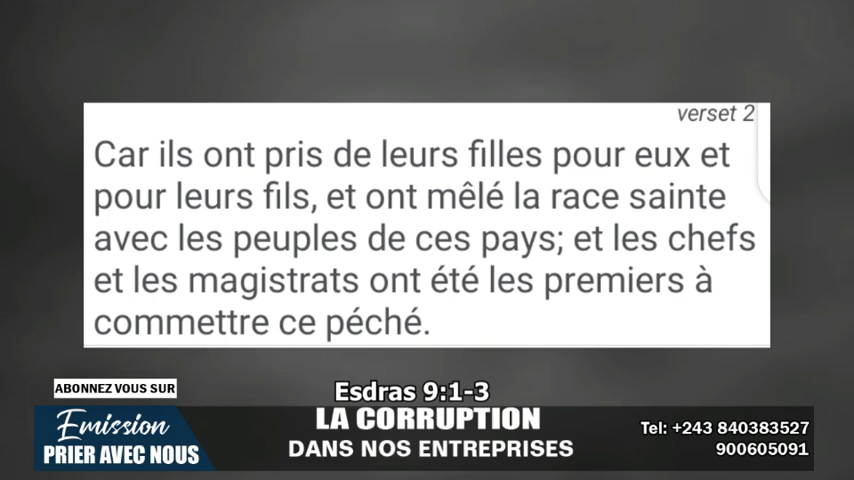 verset 2
Car ils ont pris de leurs filles pour eux et
pour leurs fils, et ont mêlé la race sainte
avec les peuples de ces pays; et les chefs
et les magistrats ont été les premiers à
commettre ce péché.
ABONNEZ VOUS SUR
Emission
PRIER AVEC NOUS
Esdras 9:1-3
LA CORRUPTION
DANS NOS ENTREPRISES
Tel: +243 840383527
900605091